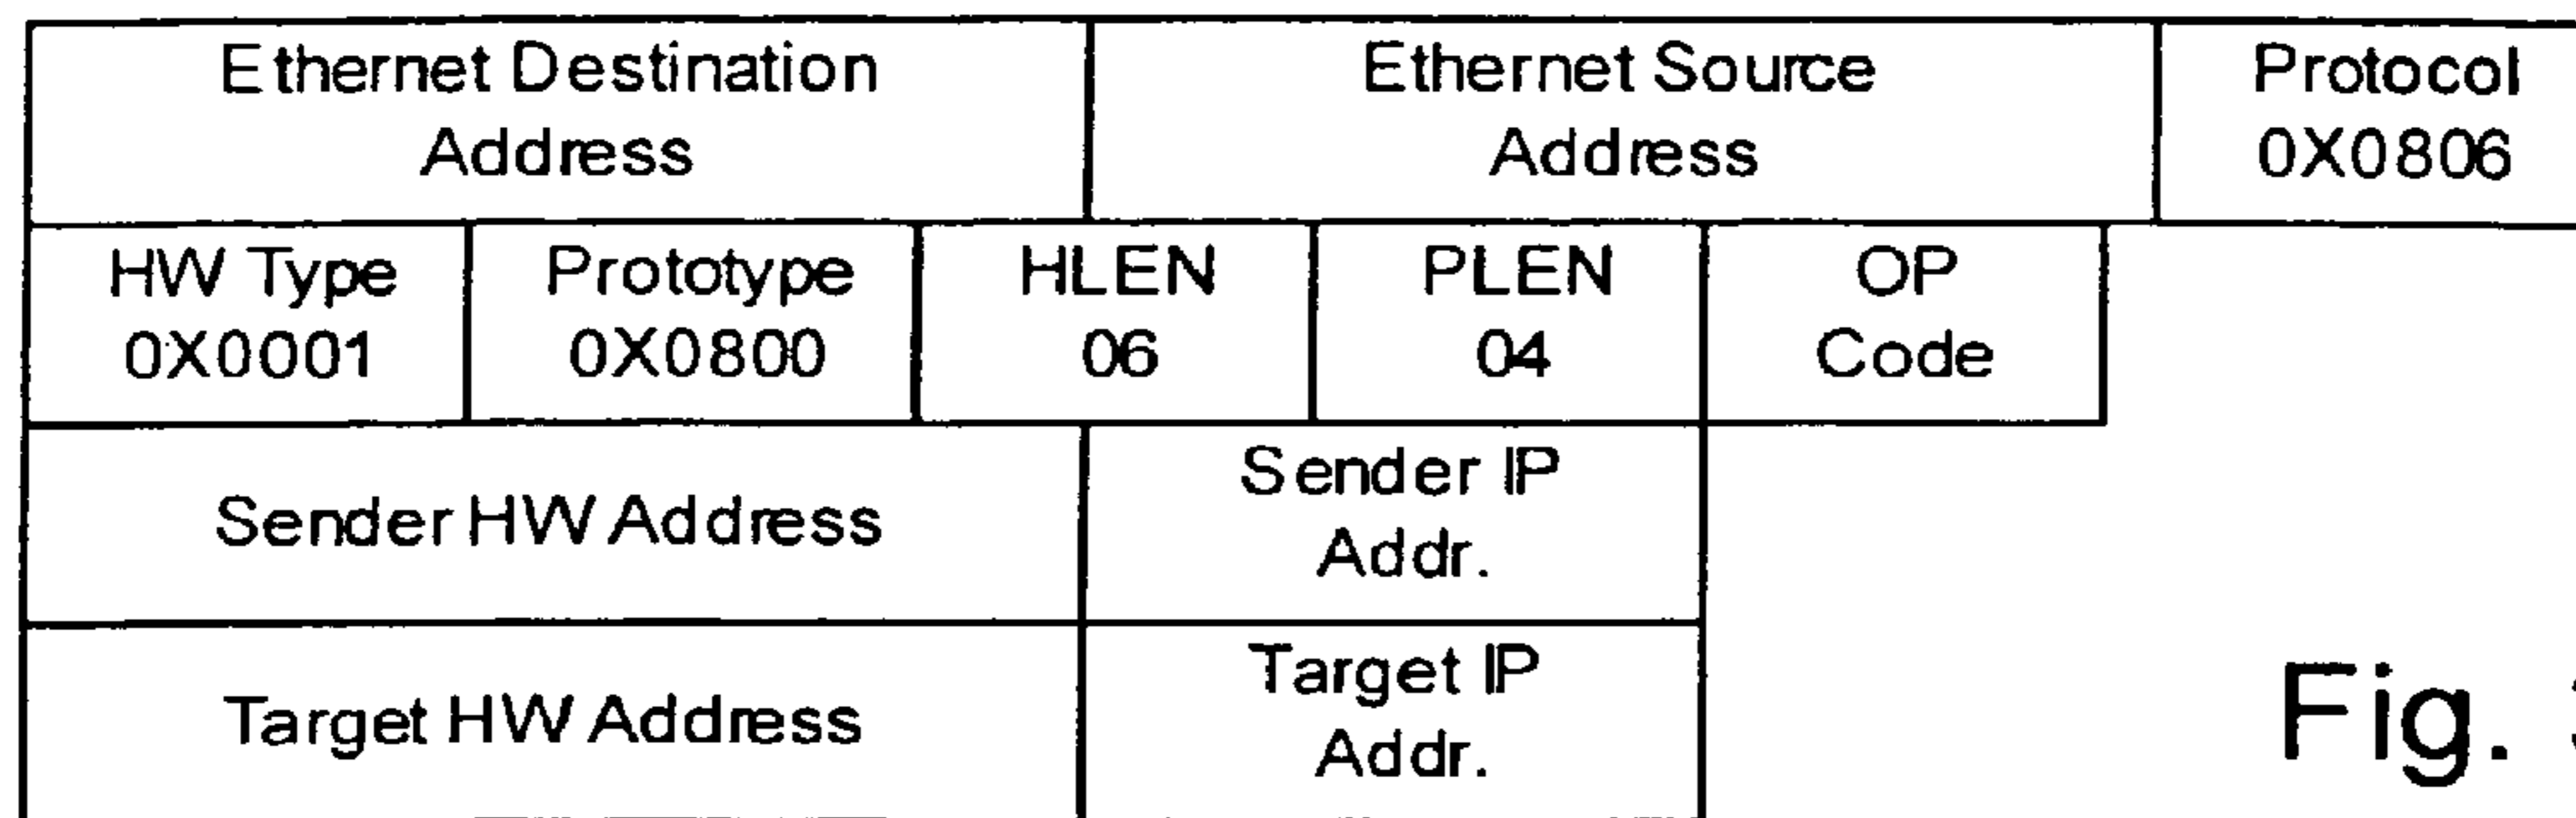 Ethernet Destination
Address
Ethernet Source
Address
Protocol
0X0806
HW Type
0X0001
Prototype
0X0800
HLEN
06
PLEN
04
OP
Code
Sender HW Address
Sender IP
Addr.
Target HW Address
Target IP
Addr.
Fig.